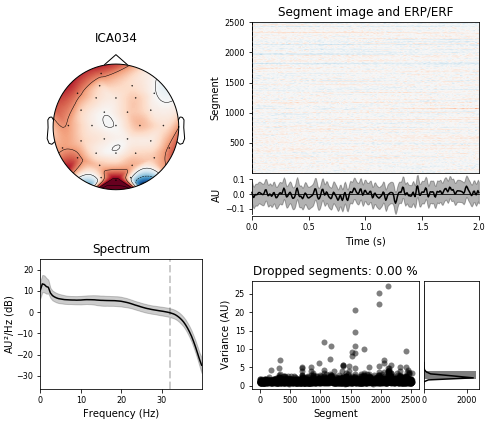 ICA034
Segment image and ERP/ERF
2500
2000
1500
1000
500
Segment
0.1
0.0
−0.1
AU
0.0 0.5 1.0 1.5 2.0
Time (s)
Spectrum
20
10
0
−10
−20
−30
AU²/Hz (dB)
0 10 20 30
Frequency (Hz)
Dropped segments: 0.00 %
25
20
15
10
5
0
Variance (AU)
0 500 1000 1500 2000 2500
Segment
0 2000